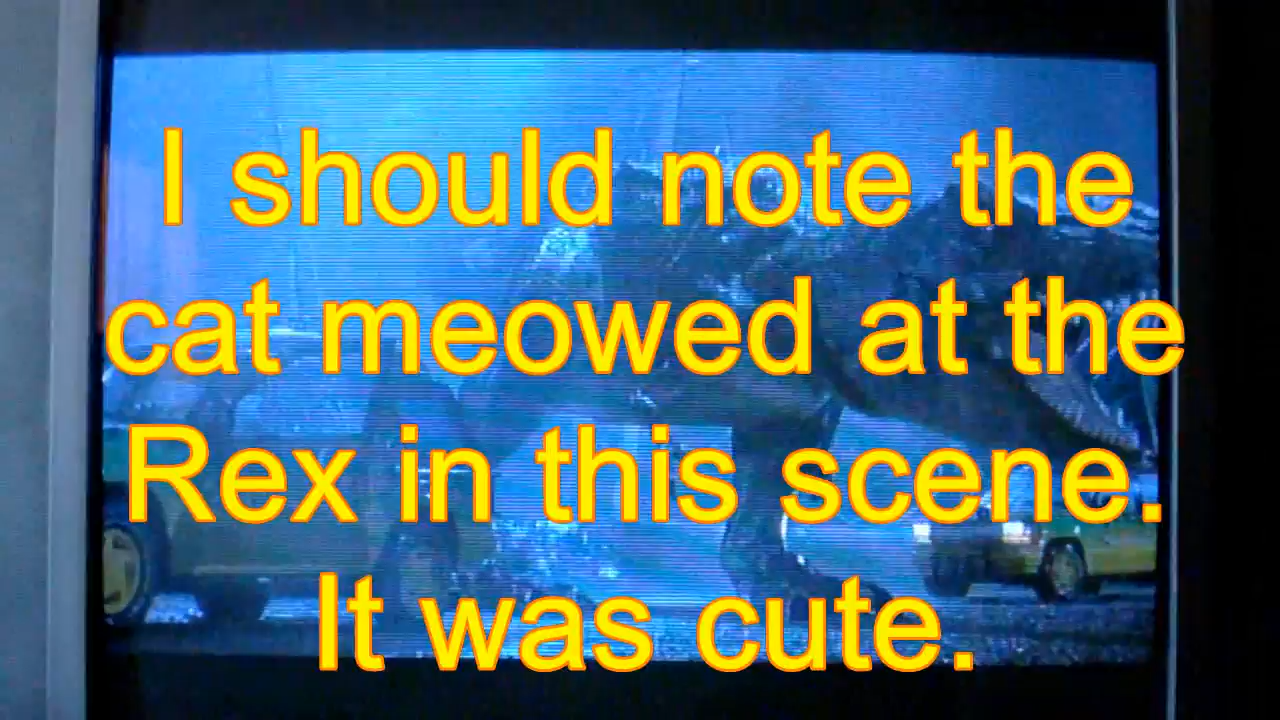 I should note the
cat meowed at the
Rex in this scene.
It was cute.